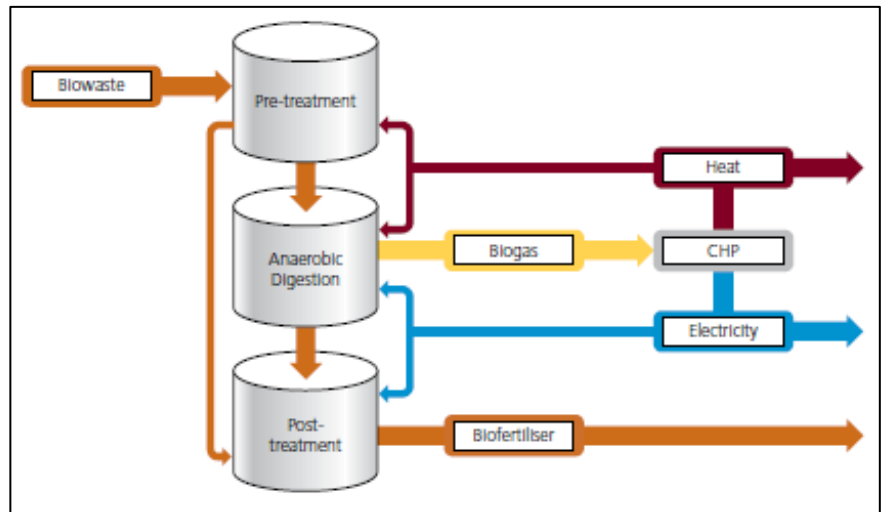 Biowaste
Pre-treatment
Heat
Anaerobic
Digestion
Biogas
CHP
Electricity
Post-
treatment
Biofertiliser